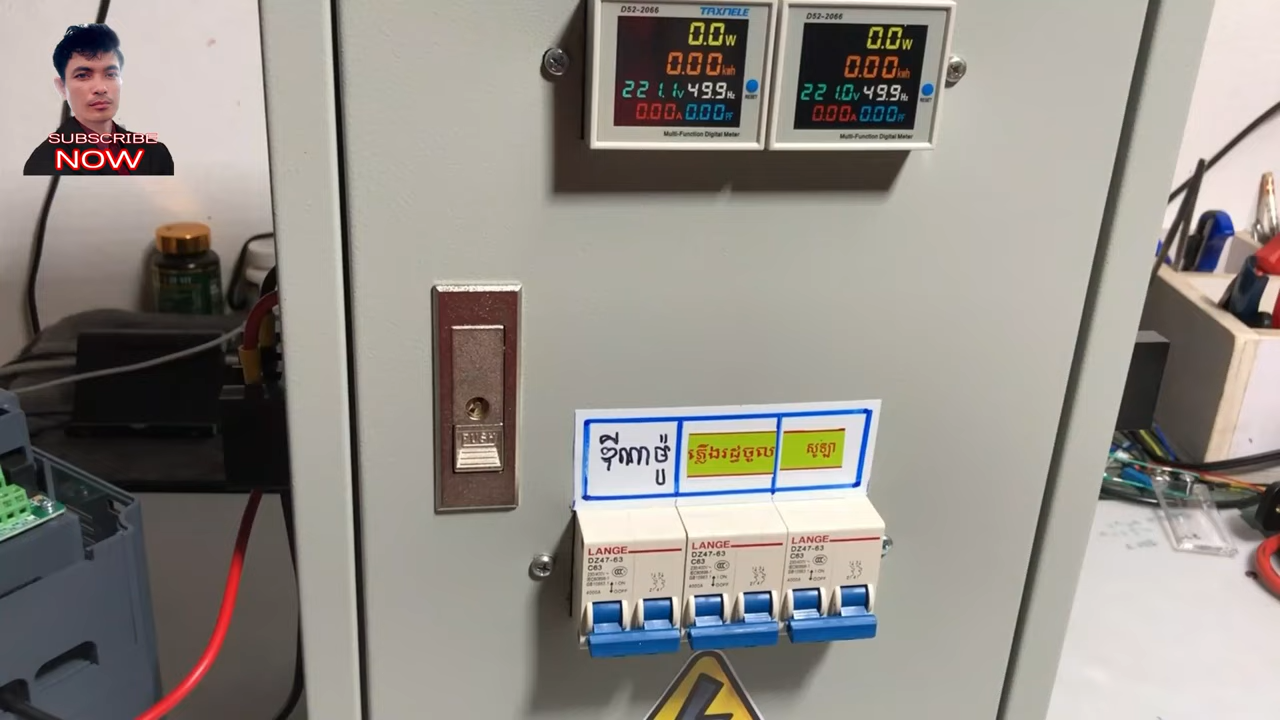 SUBSCRIBE
NOW
D52-2066 TAXNELE
0.0W
0.00kwh
221.1V 49.9Hz
0.00A 0.00PF
RESET
Multi-Function Digital Meter
D52-2066
0.0W
0.00kwh
221.0V 49.9Hz
0.00A 0.00PF
RESET
Multi-Function Digital Meter
PUSH
ឌីណាម៉ូ ភ្លើងរដ្ឋចូល សូឡា
LANGE
DZ47-63
C63
LANGE
DZ47-63
C63
LANGE
DZ47-63
C63